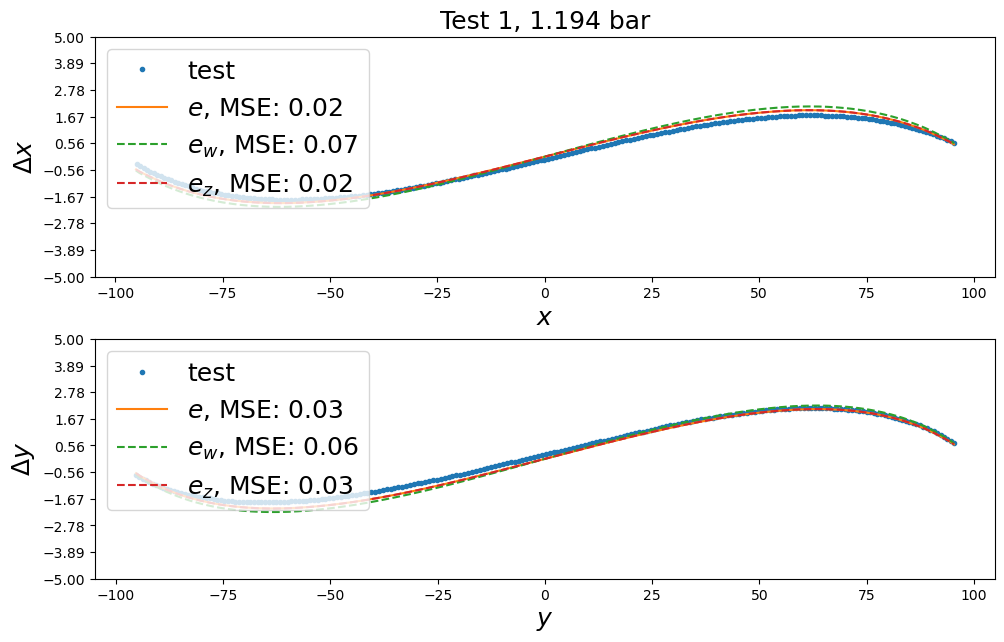 Test 1, 1.194 bar
5.00
3.89
2.78
1.67
0.56
−0.56
−1.67
−2.78
−3.89
−5.00
Δx
test
e, MSE: 0.02
e_w, MSE: 0.07
e_z, MSE: 0.02
−100 −75 −50 −25 0 25 50 75 100
x
5.00
3.89
2.78
1.67
0.56
−0.56
−1.67
−2.78
−3.89
−5.00
Δy
test
e, MSE: 0.03
e_w, MSE: 0.06
e_z, MSE: 0.03
−100 −75 −50 −25 0 25 50 75 100
y